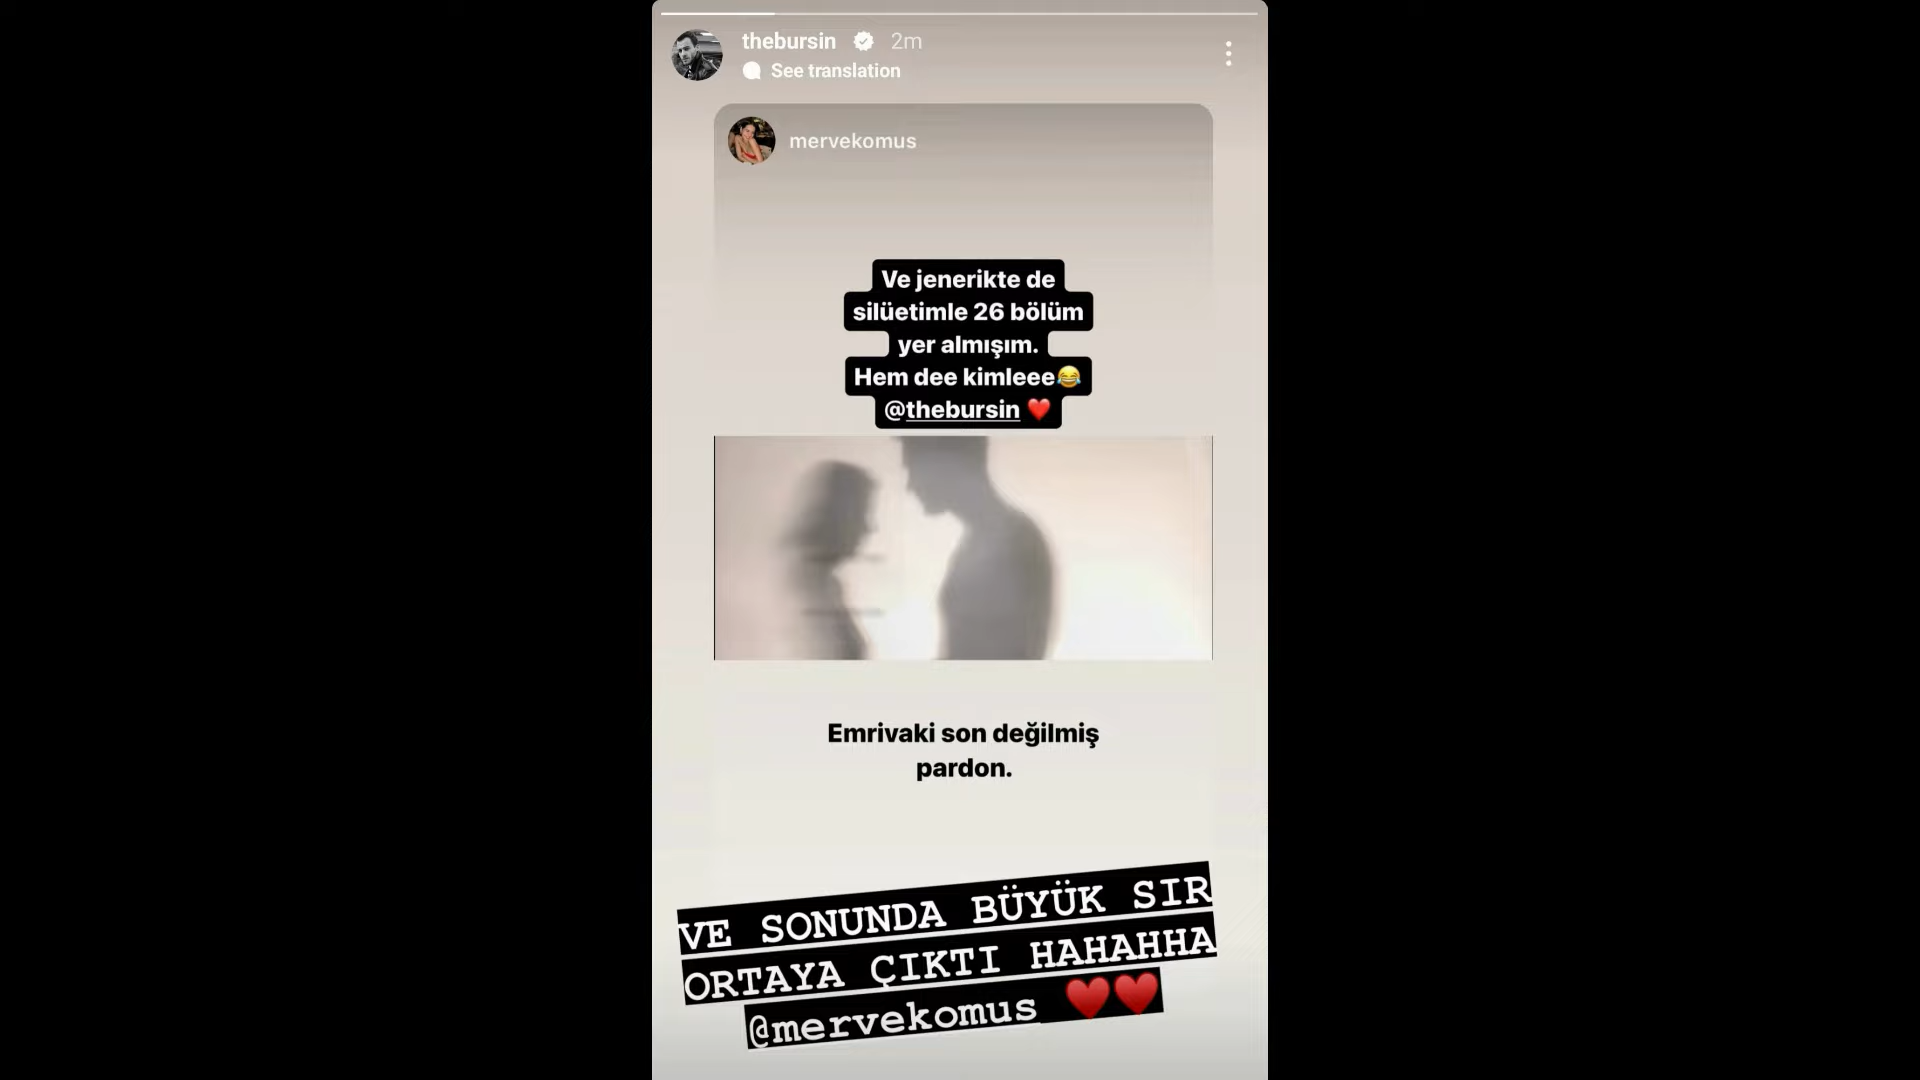 thebursin 2m
See translation
mervekomus
Ve jenerikte de
silüetimle 26 bölüm
yer almışım.
Hem dee kimleee😂
@thebursin ❤️
Emrivaki son değilmiş
pardon.
VE SONUNDA BÜYÜK SIR
ORTAYA ÇIKTI HAHAHHA
@mervekomus ♥️♥️